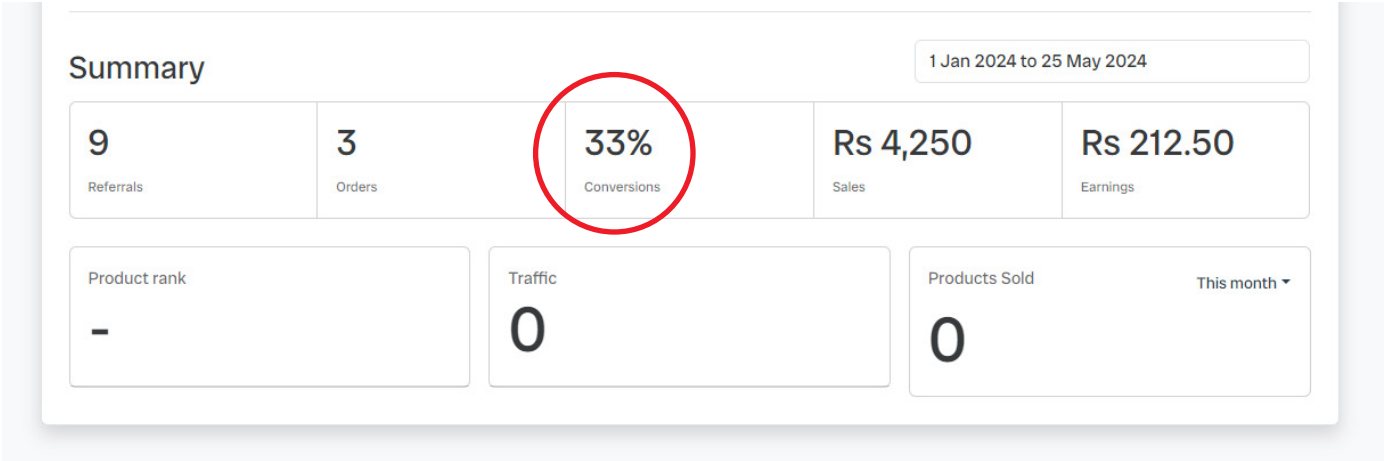 Summary
1 Jan 2024 to 25 May 2024
9
Referrals
3
Orders
33%
Conversions
Rs 4,250
Sales
Rs 212.50
Earnings
Product rank
-
Traffic
0
Products Sold
This month
0